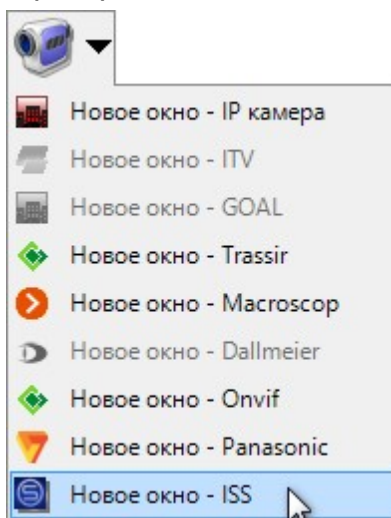 Новое окно - IP камера
Новое окно - ITV
Новое окно - GOAL
Новое окно - Trassir
Новое окно - Macroscop
Новое окно - Dallmeier
Новое окно - Onvif
Новое окно - Panasonic
Новое окно - ISS